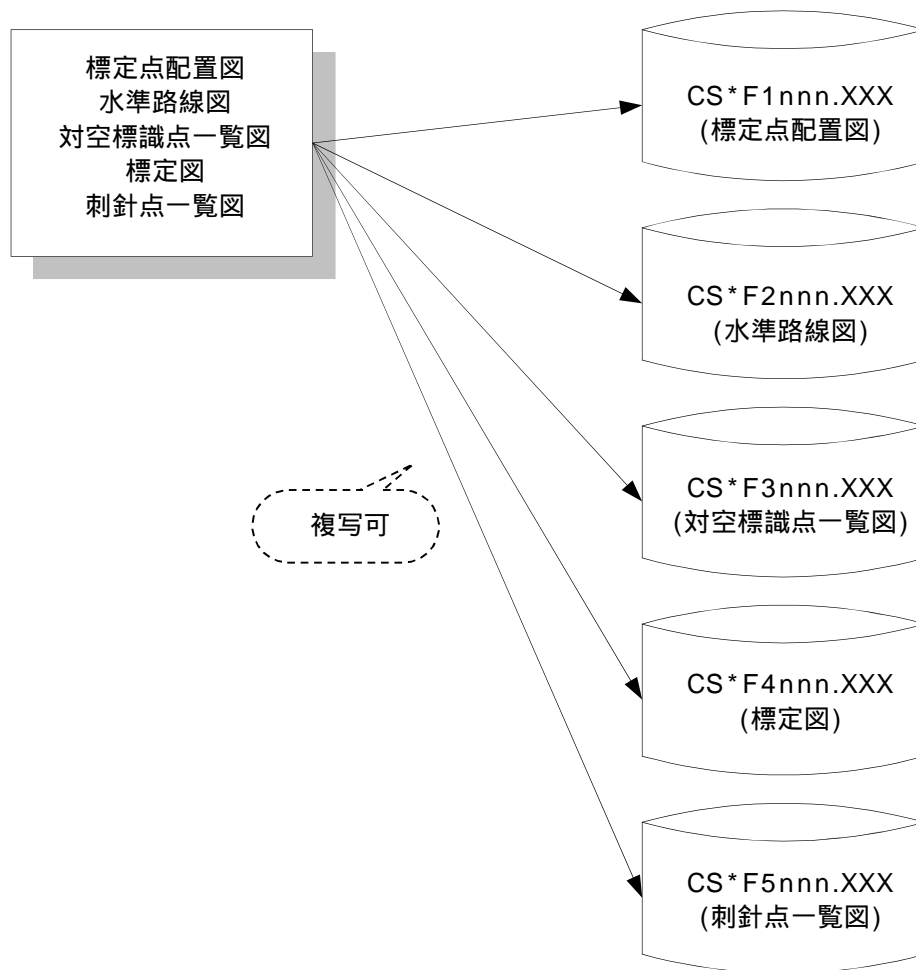 標定点配置図
水準路線図
対空標識点一覧図
標定図
刺針点一覧図
複写可
CS*F1nnn.XXX
(標定点配置図)
CS*F2nnn.XXX
(水準路線図)
CS*F3nnn.XXX
(対空標識点一覧図)
CS*F4nnn.XXX
(標定図)
CS*F5nnn.XXX
(刺針点一覧図)